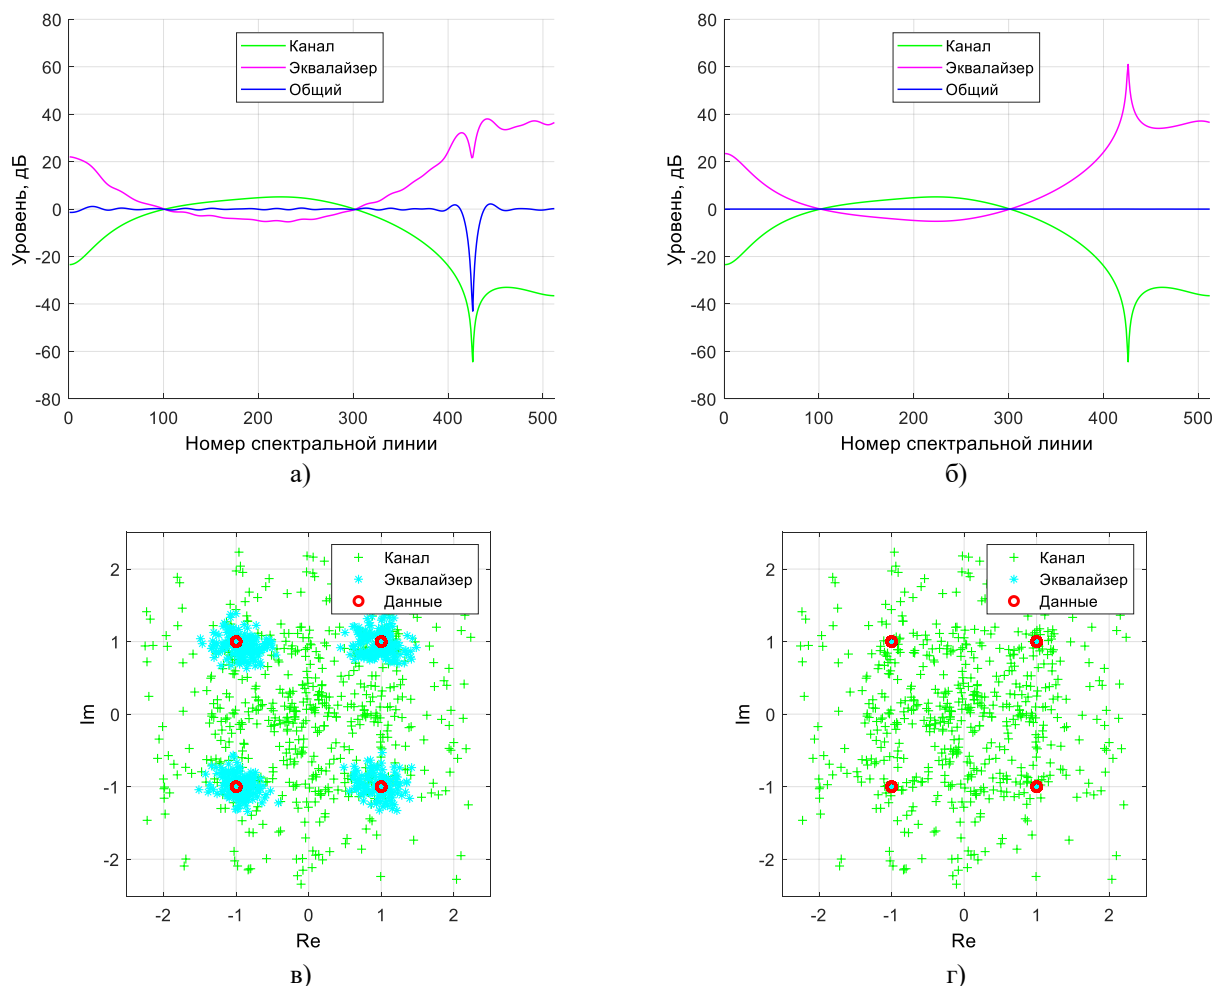 80
60
40
20
0
-20
-40
-60
-80
0 100 200 300 400 500
Уровень, дБ
Номер спектральной линии
Канал
Эквалайзер
Общий
а)
80
60
40
20
0
-20
-40
-60
-80
0 100 200 300 400 500
Уровень, дБ
Номер спектральной линии
Канал
Эквалайзер
Общий
б)
2
1
0
-1
-2
-2 -1 0 1 2
Im
Re
Канал
Эквалайзер
Данные
в)
2
1
0
-1
-2
-2 -1 0 1 2
Im
Re
Канал
Эквалайзер
Данные
г)